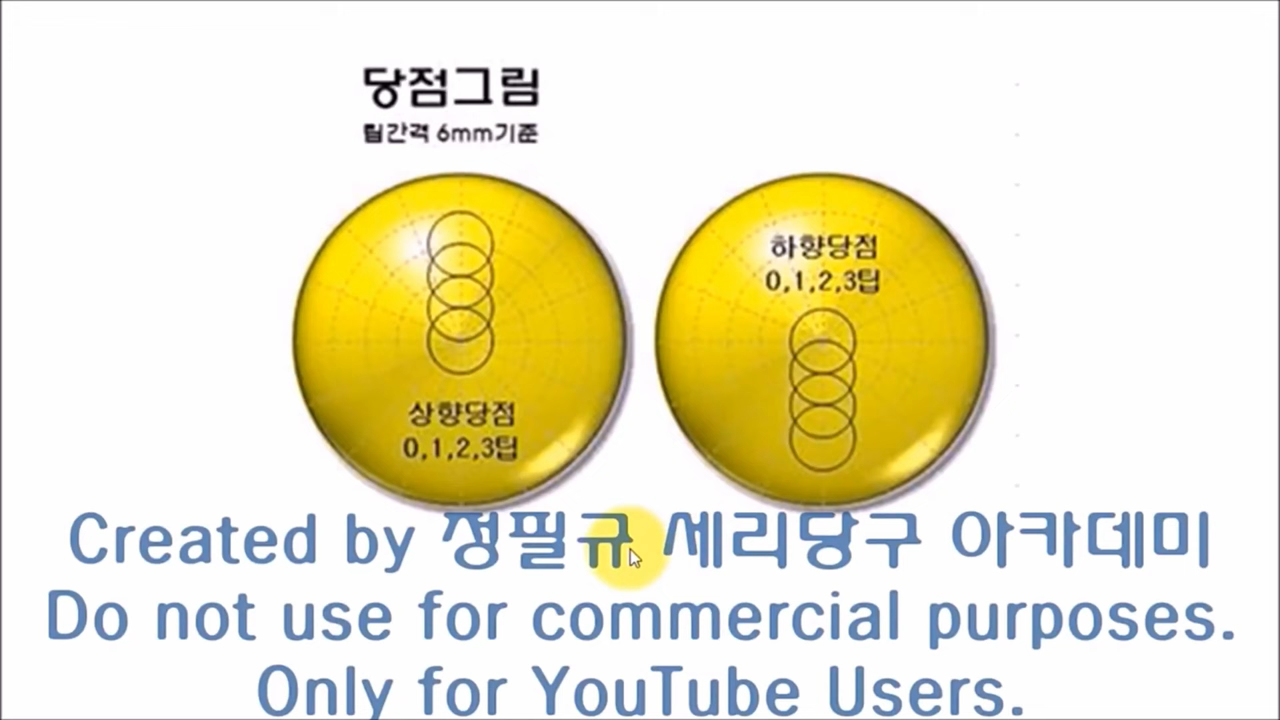 당점그림
팁간격 6mm기준
상향당점
0,1,2,3팁
하향당점
0,1,2,3팁
Created by 정필규 세리당구 아카데미
Do not use for commercial purposes.
Only for YouTube Users.